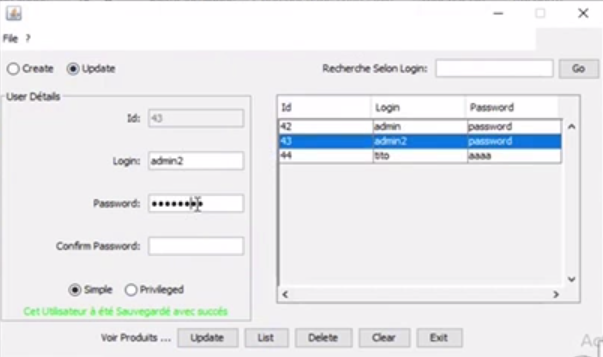 File ?
Create Update Recherche Selon Login: Go
User Détails
Id: 43
Login: admin2
Password: ••••••••
Confirm Password:
Simple Privileged
Cet Utilisateur à été Sauvegardé avec succés
Id Login Password
42 admin password
43 admin2 password
44 tito aaaa
Voir Produits ... Update List Delete Clear Exit
Ac